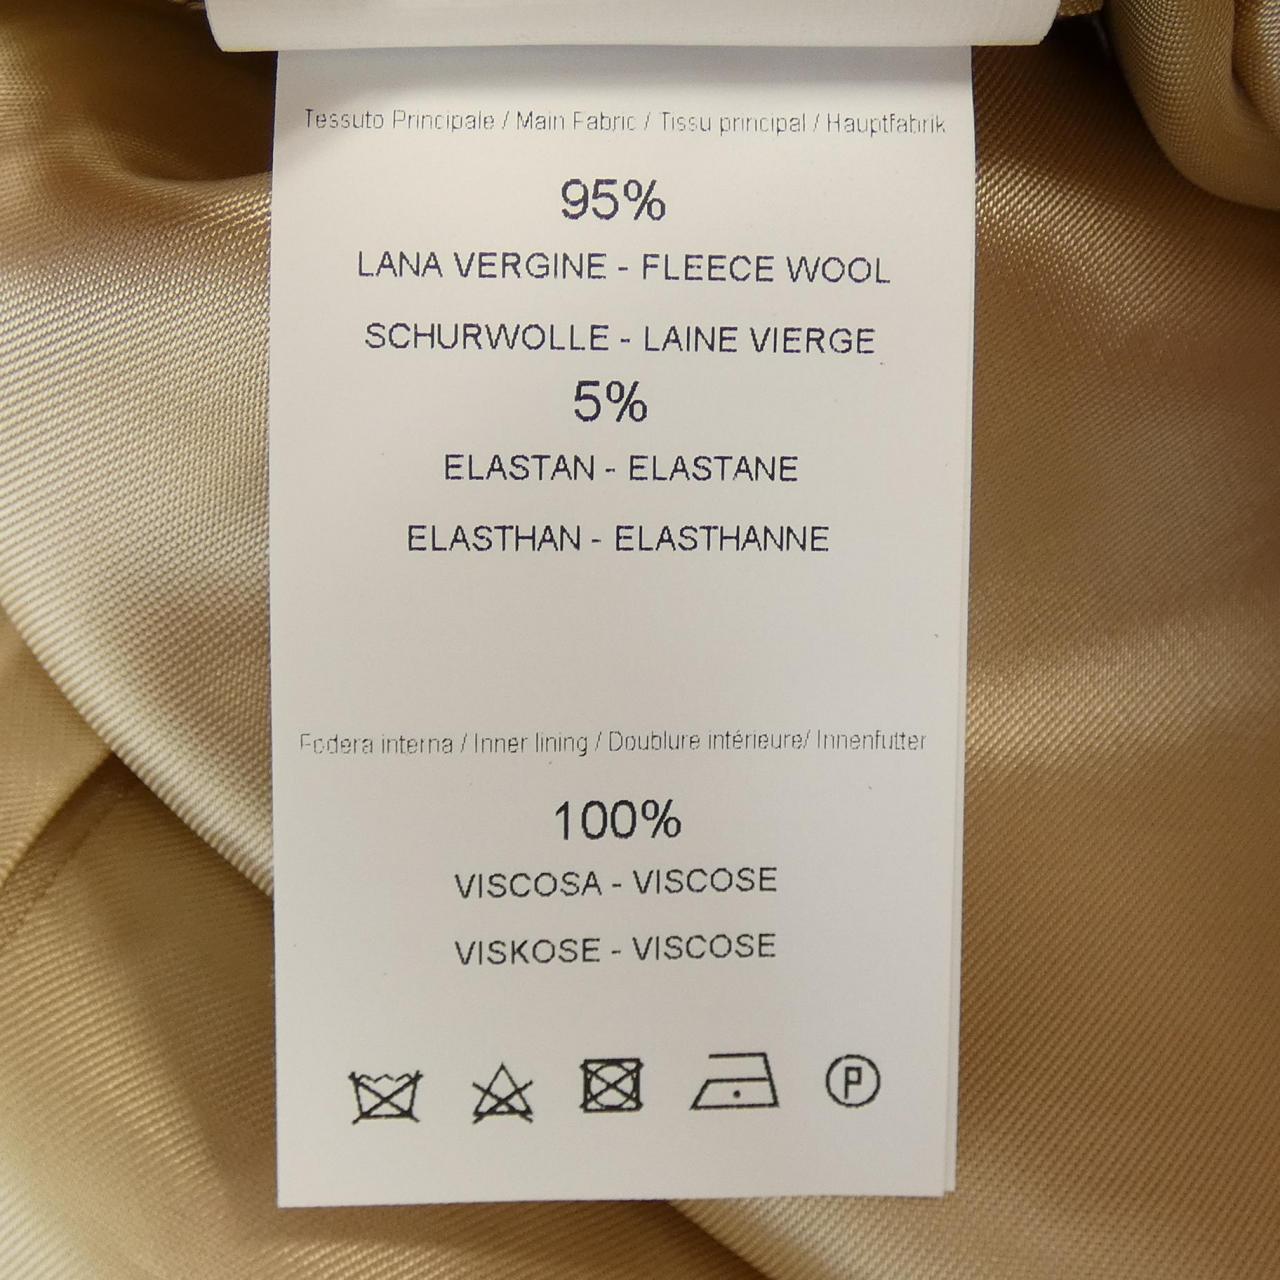 Tessuto Principale / Main Fabric / Tissu principal / Hauptfabrik
95%
LANA VERGINE - FLEECE WOOL
SCHURWOLLE - LAINE VIERGE
5%
ELASTAN - ELASTANE
ELASTHAN - ELASTHANNE
Fodera interna / Inner lining / Doublure intérieure/ Innenfutter
100%
VISCOSA - VISCOSE
VISKOSE - VISCOSE
P